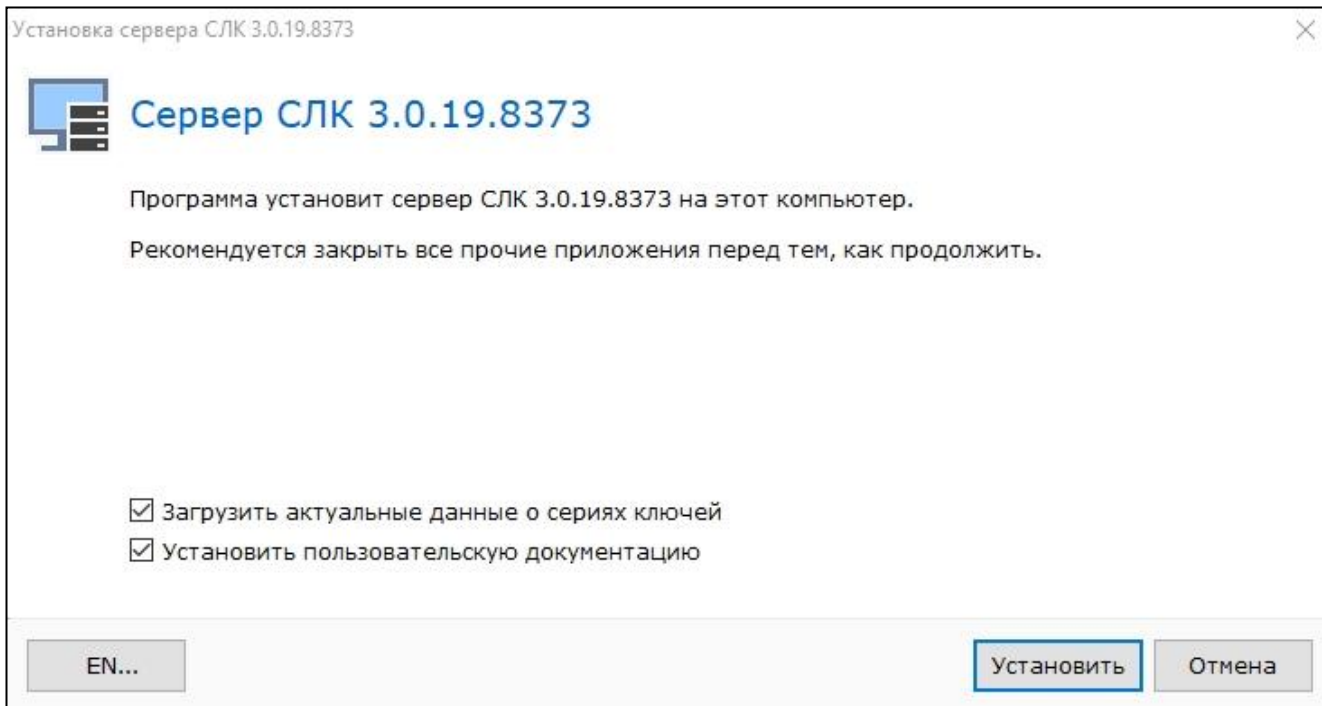 Установка сервера СЛК 3.0.19.8373
Сервер СЛК 3.0.19.8373
Программа установит сервер СЛК 3.0.19.8373 на этот компьютер.
Рекомендуется закрыть все прочие приложения перед тем, как продолжить.
Загрузить актуальные данные о сериях ключей
Установить пользовательскую документацию
EN...
Установить
Отмена